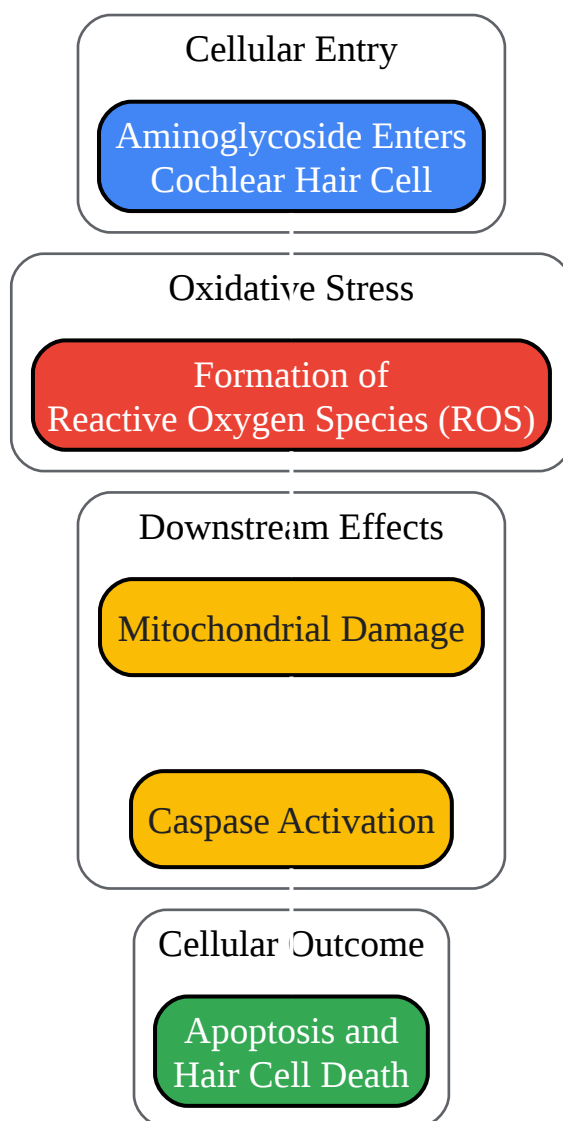 Cellular Entry
Aminoglycoside Enters
Cochlear Hair Cell
Oxidative Stress
Formation of
Reactive Oxygen Species (ROS)
Downstream Effects
Mitochondrial Damage
Caspase Activation
Cellular Outcome
Apoptosis and
Hair Cell Death